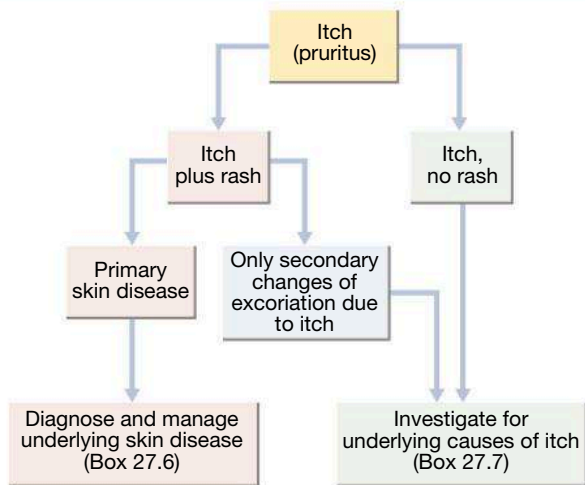 Itch
(pruritus)
Itch
plus rash
Itch,
no rash
Primary
skin disease
Only secondary
changes of
excoriation due
to itch
Diagnose and manage
underlying skin disease
(Box 27.6)
Investigate for
underlying causes of itch
(Box 27.7)